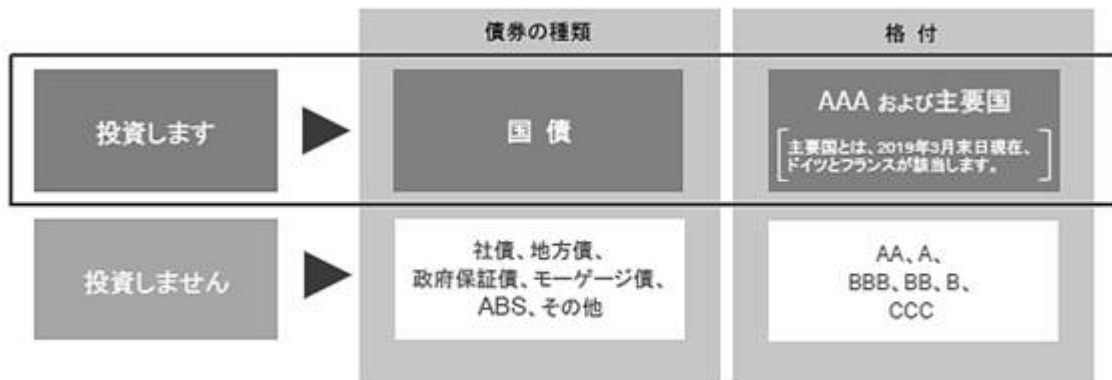 債券の種類
格 付
投資します
国 債
AAA および主要国
主要国とは、2019年3月末日現在、
ドイツとフランスが該当します。
投資しません
社債、地方債、
政府保証債、モーゲージ債、
ABS、その他
AA、A、
BBB、BB、B、
CCC